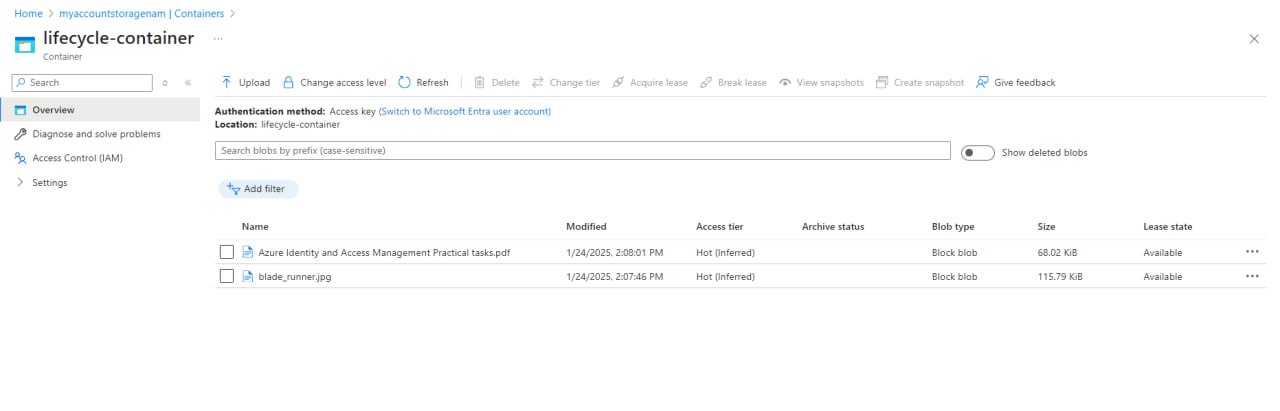 Home > myaccountstoragenam | Containers >
lifecycle-container ...
Container
Search
Overview
Diagnose and solve problems
Access Control (IAM)
Settings
Upload Change access level Refresh Delete Change tier Acquire lease Break lease View snapshots Create snapshot Give feedback
Authentication method: Access key (Switch to Microsoft Entra user account)
Location: lifecycle-container
Search blobs by prefix (case-sensitive)
Show deleted blobs
Add filter
Name Modified Access tier Archive status Blob type Size Lease state
Azure Identity and Access Management Practical tasks.pdf 1/24/2025, 2:08:01 PM Hot (Inferred) Block blob 68.02 KiB Available ...
blade_runner.jpg 1/24/2025, 2:07:46 PM Hot (Inferred) Block blob 115.79 KiB Available ...